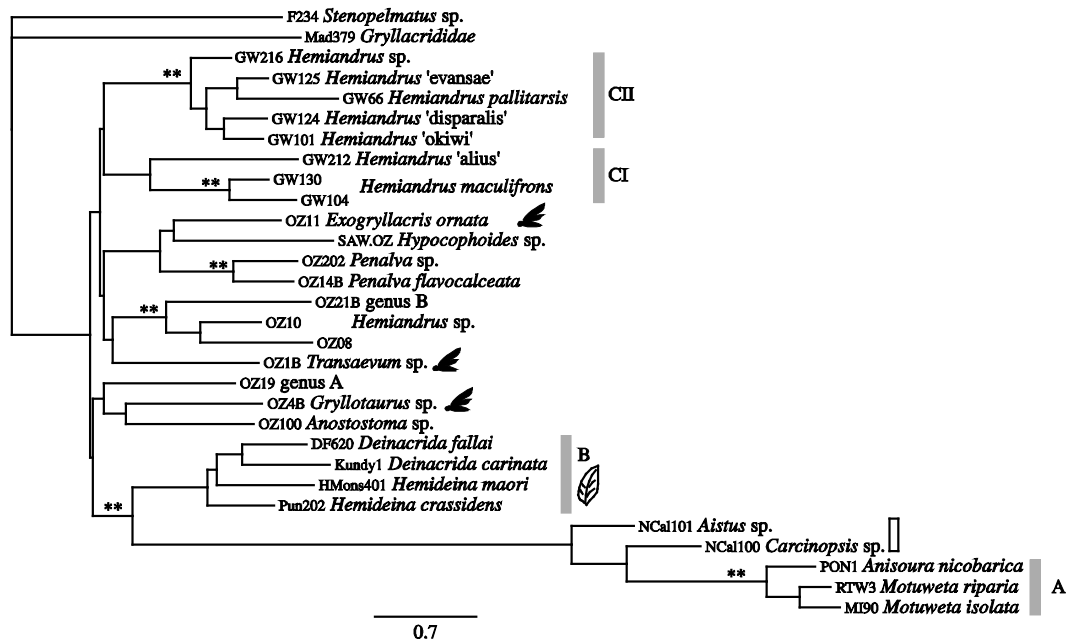 F234 Stenopelmatus sp.
Mad379 Gryllacrididae
GW216 Hemiandrus sp.
**
GW125 Hemiandrus 'evansae'
CII
GW66 Hemiandrus pallitarsis
GW124 Hemiandrus 'disparalis'
GW101 Hemiandrus 'okiwi'
GW212 Hemiandrus 'alius'
CI
**
GW130
Hemiandrus maculifrons
GW104
OZ11 Exogryllacris ornata
SAW.OZ Hypocophoides sp.
OZ202 Penalva sp.
**
OZ14B Penalva flavocalceata
OZ21B genus B
**
OZ10 Hemiandrus sp.
OZ08
OZ1B Transaevum sp.
OZ19 genus A
OZ4B Gryllotaurus sp.
OZ100 Anostostoma sp.
DF620 Deinacrida fallai
B
Kundy1 Deinacrida carinata
HMons401 Hemideina maori
**
Pun202 Hemideina crassidens
NCal101 Aistus sp.
NCal100 Carcinopsis sp.
PON1 Anisoura nicobarica
**
RTW3 Motuweta riparia
A
MI90 Motuweta isolata
0.7